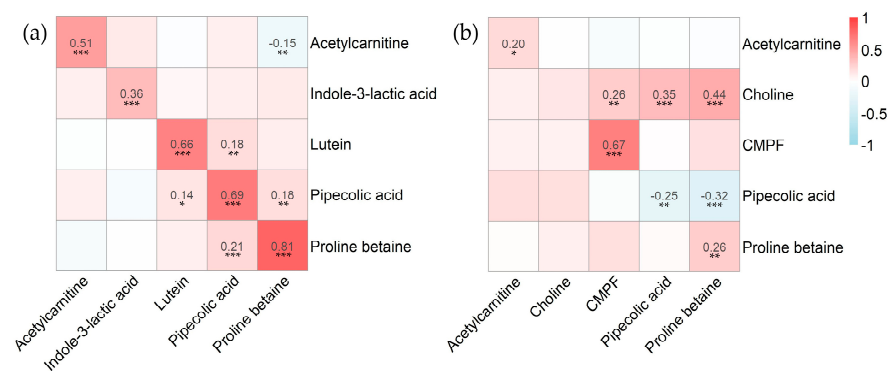 (a)
0.51
***
-0.15
**
Acetylcarnitine
0.36
***
Indole-3-lactic acid
0.66
***
0.18
**
Lutein
0.14
*
0.69
***
0.18
**
Pipecolic acid
0.21
***
0.81
***
Proline betaine
Acetylcarnitine
Indole-3-lactic acid
Lutein
Pipecolic acid
Proline betaine
(b)
0.20
*
Acetylcarnitine
0.26
**
0.35
***
0.44
***
Choline
0.67
***
CMPF
-0.25
**
-0.32
***
Pipecolic acid
0.26
**
Proline betaine
Acetylcarnitine
Choline
CMPF
Pipecolic acid
Proline betaine
1
0.5
0
-0.5
-1